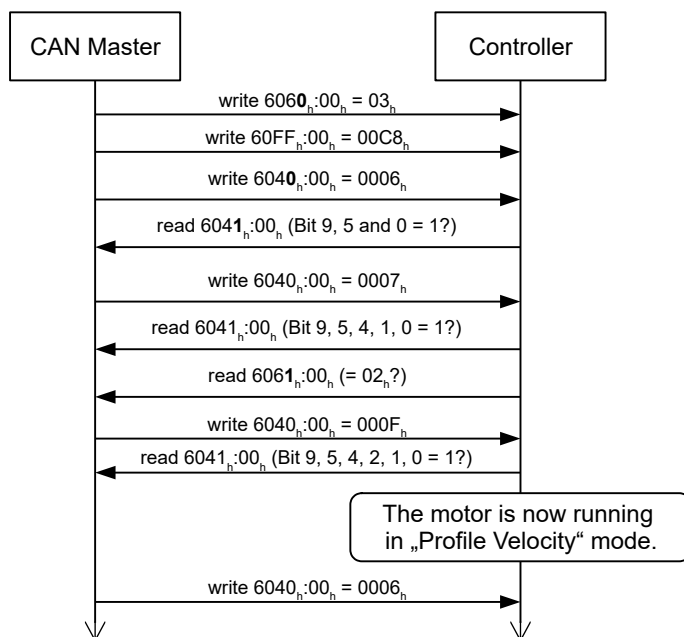 CAN Master
Controller
write 6060ₕ:00ₕ = 03ₕ
write 60FFₕ:00ₕ = 00C8ₕ
write 6040ₕ:00ₕ = 0006ₕ
read 6041ₕ:00ₕ (Bit 9, 5 and 0 = 1?)
write 6040ₕ:00ₕ = 0007ₕ
read 6041ₕ:00ₕ (Bit 9, 5, 4, 1, 0 = 1?)
read 6061ₕ:00ₕ (= 02ₕ?)
write 6040ₕ:00ₕ = 000Fₕ
read 6041ₕ:00ₕ (Bit 9, 5, 4, 2, 1, 0 = 1?)
The motor is now running
in „Profile Velocity“ mode.
write 6040ₕ:00ₕ = 0006ₕ